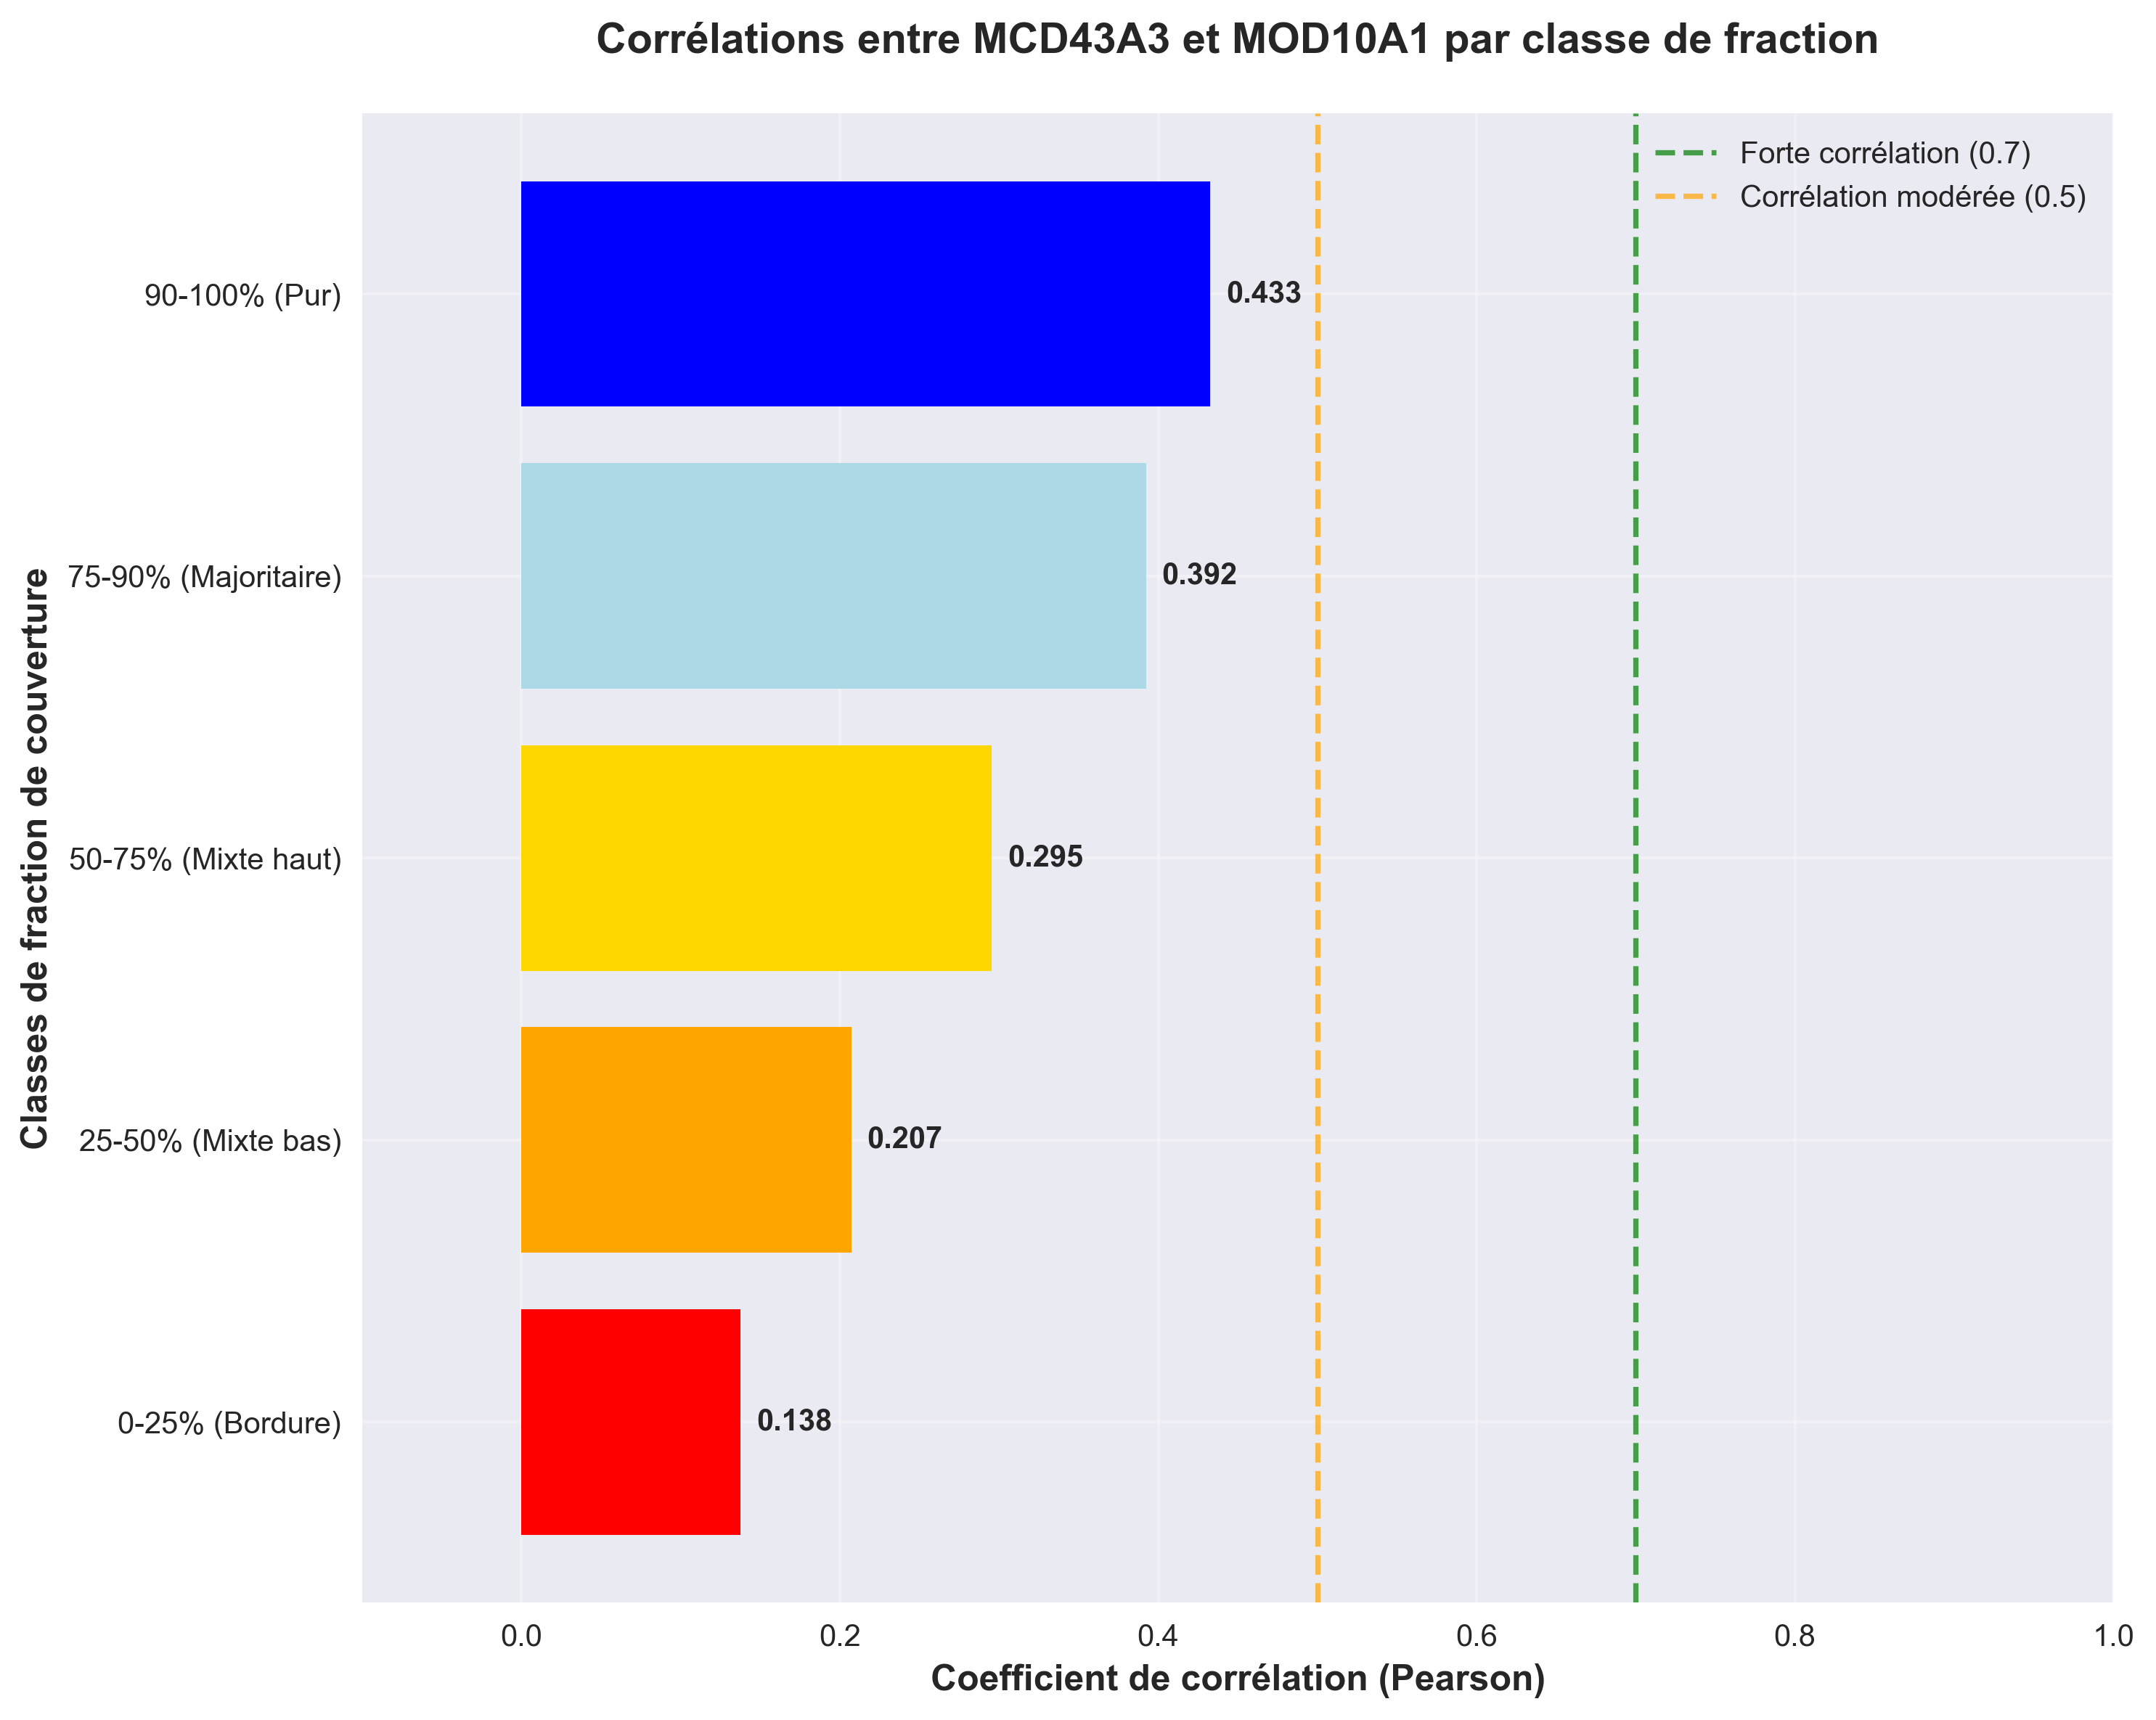 Corrélations entre MCD43A3 et MOD10A1 par classe de fraction
Forte corrélation (0.7)
Corrélation modérée (0.5)
Classes de fraction de couverture
90-100% (Pur)
0.433
75-90% (Majoritaire)
0.392
50-75% (Mixte haut)
0.295
25-50% (Mixte bas)
0.207
0-25% (Bordure)
0.138
0.0 0.2 0.4 0.6 0.8 1.0
Coefficient de corrélation (Pearson)